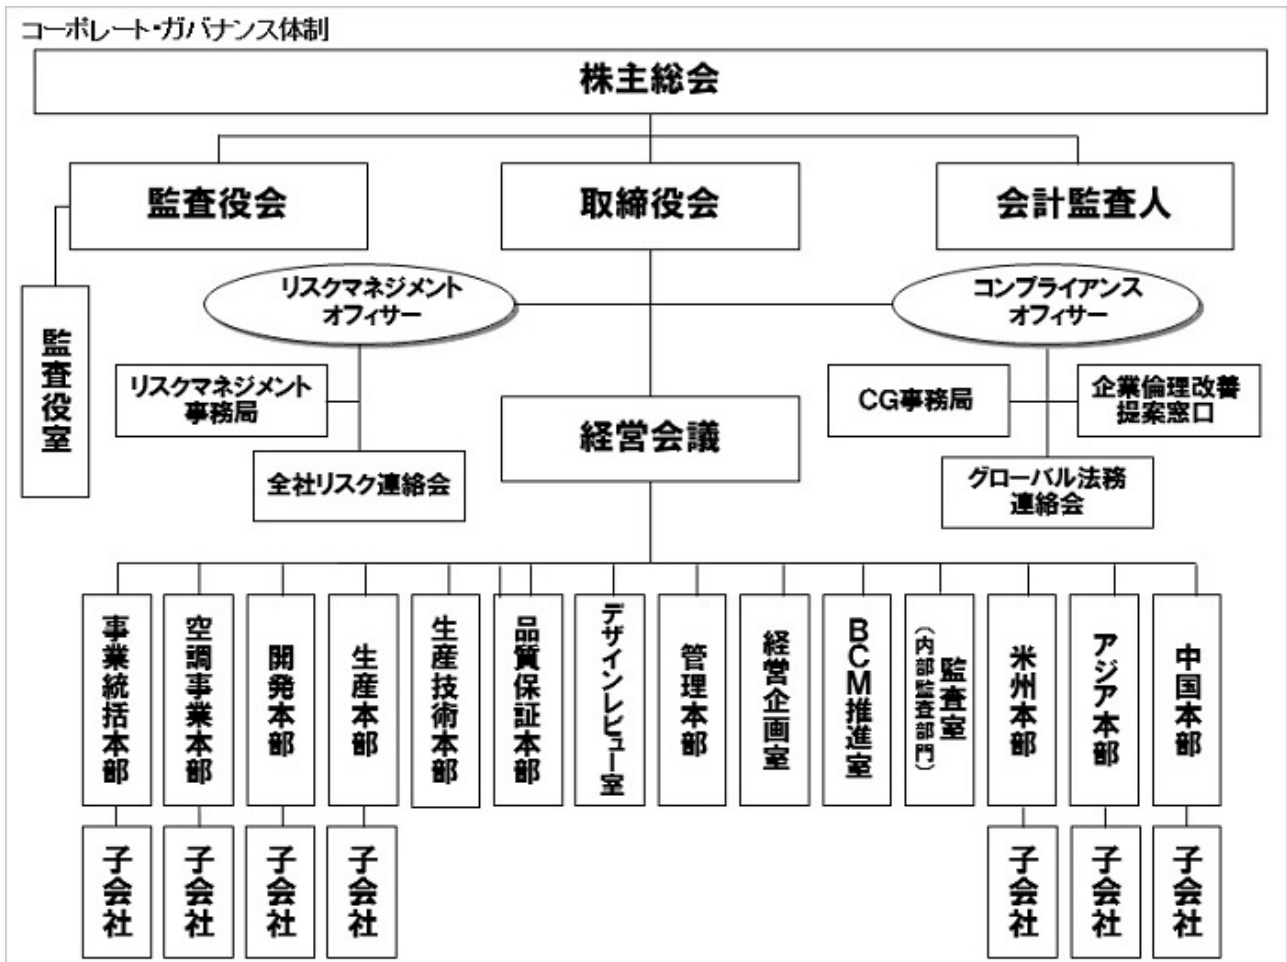 コーポレート・ガバナンス体制
株主総会
監査役会
取締役会
会計監査人
リスクマネジメント
オフィサー
コンプライアンス
オフィサー
監査役室
リスクマネジメント
事務局
経営会議
CG事務局
企業倫理改善
提案窓口
全社リスク連絡会
グローバル法務
連絡会
事業統括本部
空調事業本部
開発本部
生産本部
生産技術本部
品質保証本部
デザインレビュー室
管理本部
経営企画室
BCM推進室
監査室
(内部監査部門)
米州本部
アジア本部
中国本部
子会社
子会社
子会社
子会社
子会社
子会社
子会社